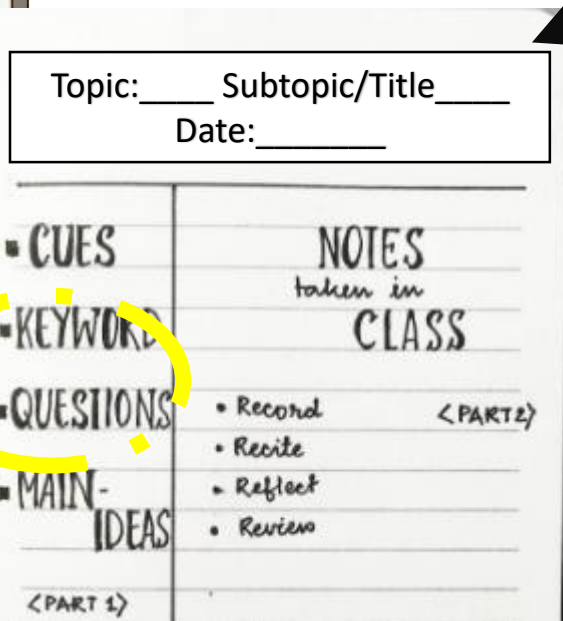 Topic:____ Subtopic/Title____
Date:_______
▪ CUES
▪ KEYWORD
▪ QUESTIONS
▪ MAIN-
IDEAS
<PART 1>
NOTES
taken in
CLASS
• Record <PART2>
• Recite
• Reflect
• Review